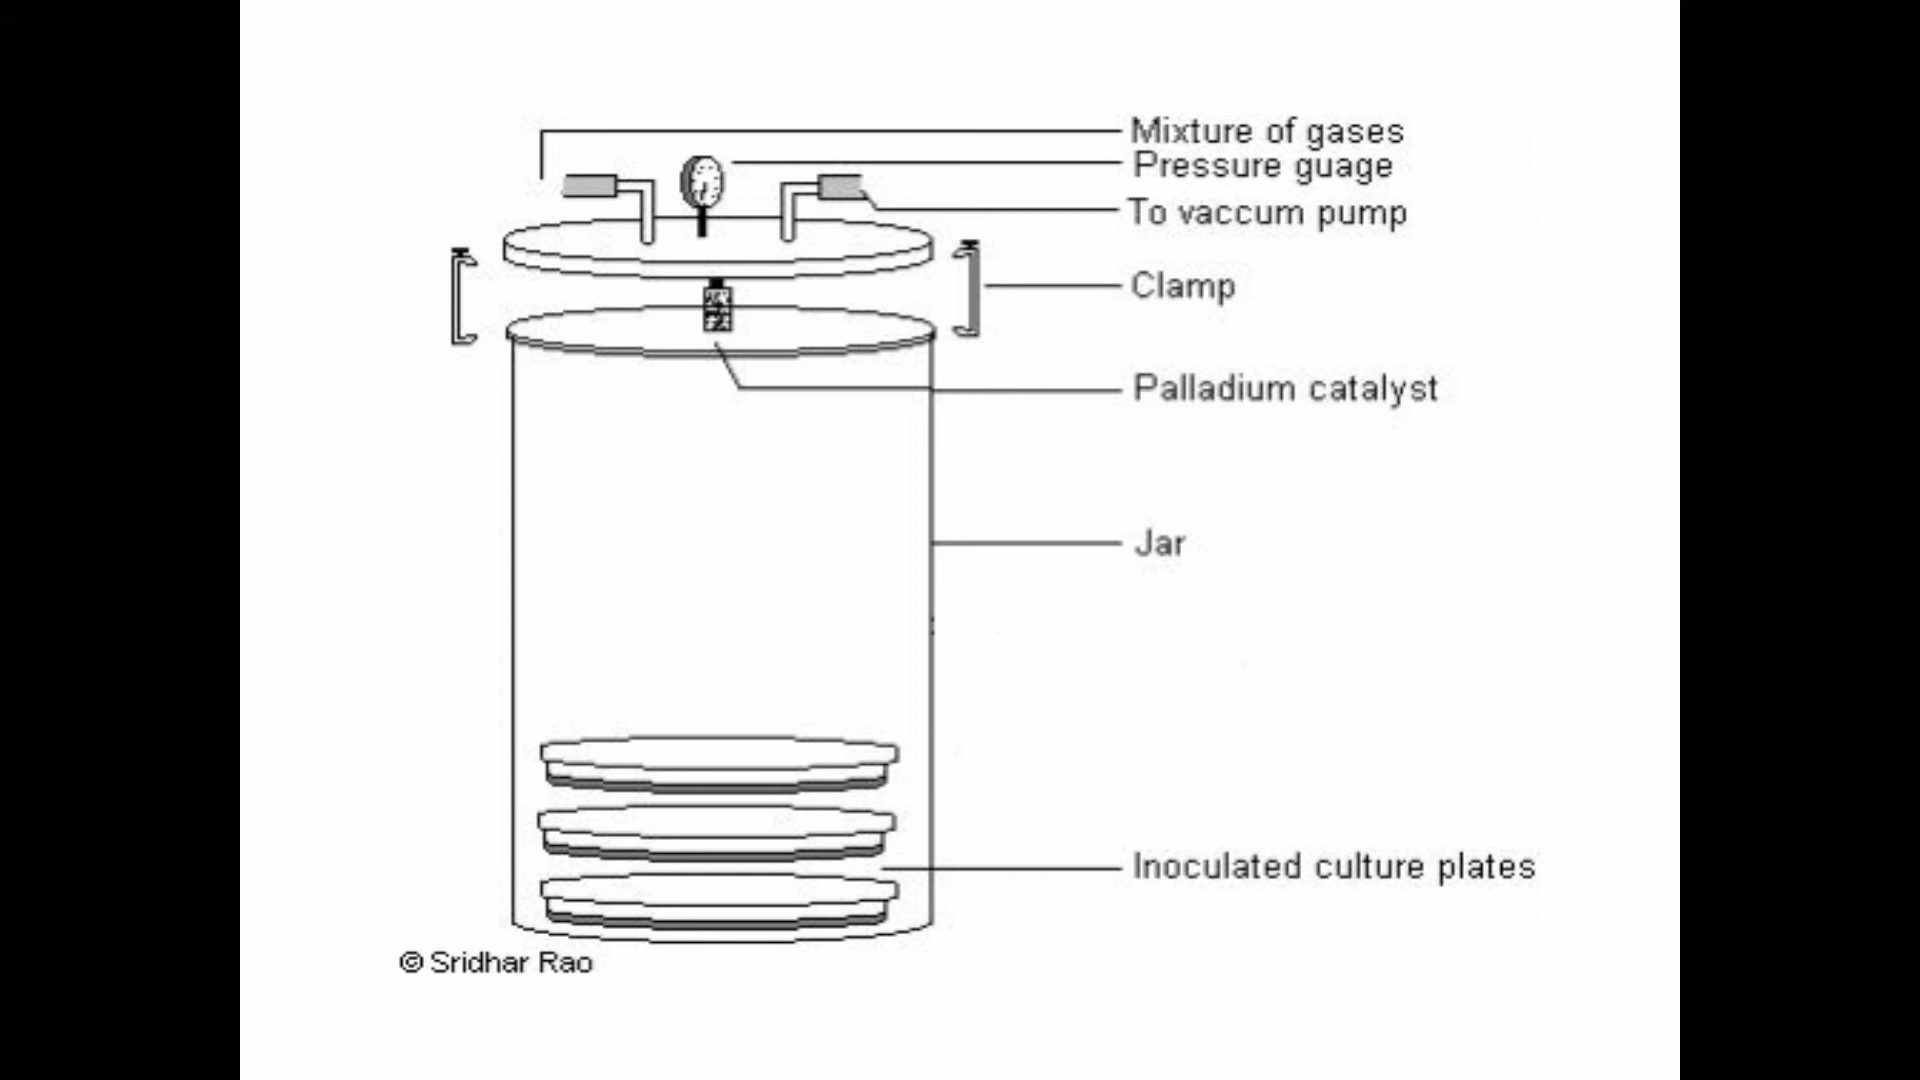 Mixture of gases
Pressure guage
To vaccum pump
Clamp
Palladium catalyst
Jar
Inoculated culture plates
© Sridhar Rao